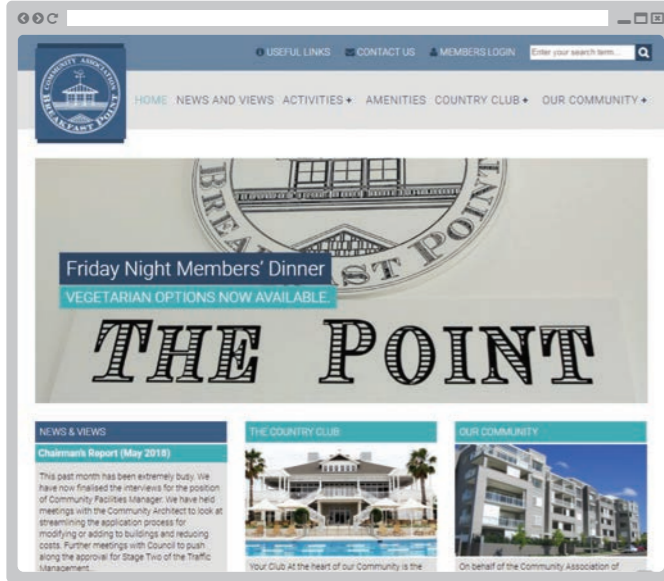 USEFUL LINKS CONTACT US MEMBERS LOGIN Enter your search term...
COMMUNITY ASSOCIATION
BREAKFAST POINT
HOME NEWS AND VIEWS ACTIVITIES + AMENITIES COUNTRY CLUB + OUR COMMUNITY +
BREAKFAST POINT
Friday Night Members' Dinner
VEGETARIAN OPTIONS NOW AVAILABLE.
THE POINT
NEWS & VIEWS
Chairman's Report (May 2018)
This past month has been extremely busy. We
have now finalised the interviews for the position
of Community Facilities Manager. We have held
meetings with the Community Architect to look at
streamlining the application process for
modifying or adding to buildings and reducing
costs. Further meetings with Council to push
along the approval for Stage Two of the Traffic
Management...
THE COUNTRY CLUB
Your Club At the heart of our Community is the
OUR COMMUNITY
On behalf of the Community Association of